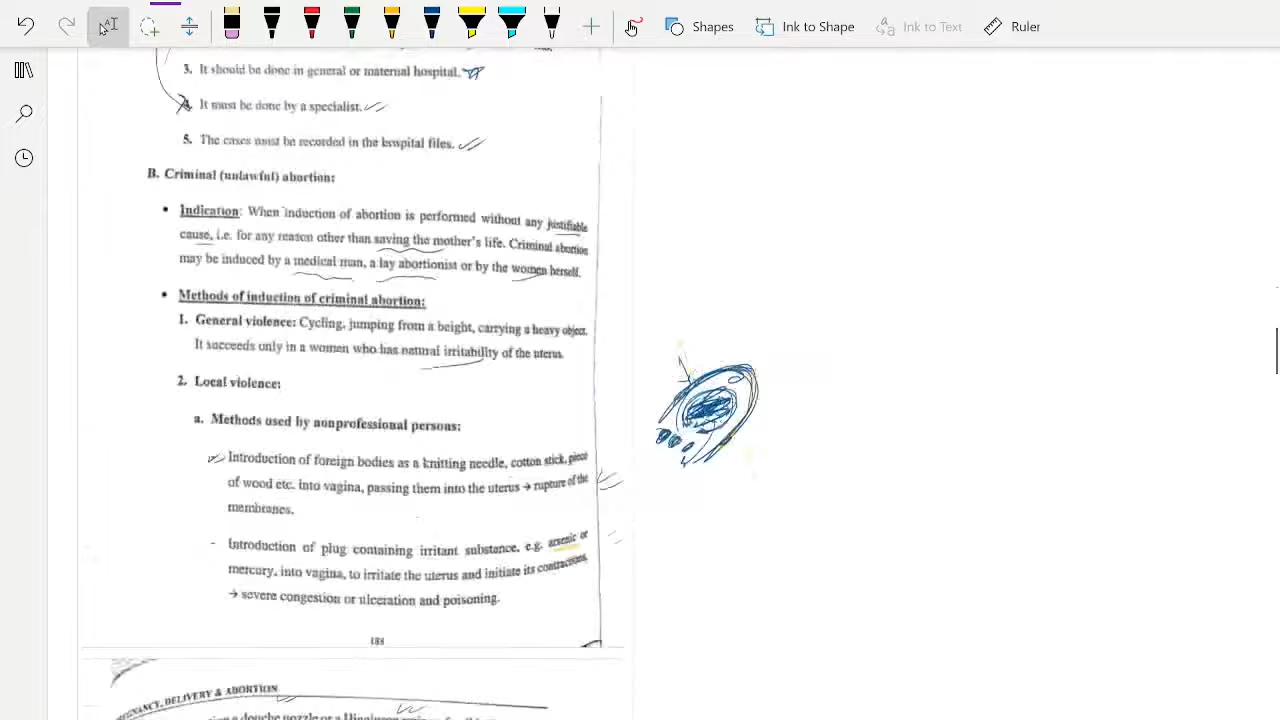 Shapes
Ink to Shape
Ink to Text
Ruler
3. It should be done in general or maternal hospital.
4. It must be done by a specialist.
5. The cases must be recorded in the hospital files.
B. Criminal (unlawful) abortion:
• Indication: When induction of abortion is performed without any justifiable
cause, i.e. for any reason other than saving the mother's life. Criminal abortion
may be induced by a medical man, a lay abortionist or by the women herself.
• Methods of induction of criminal abortion:
1. General violence: Cycling, jumping from a height, carrying a heavy object.
It succeeds only in a women who has natural irritability of the uterus.
2. Local violence:
a. Methods used by nonprofessional persons:
Introduction of foreign bodies as a knitting needle, cotton stick, piece
of wood etc. into vagina, passing them into the uterus → rupture of the
membranes.
- Introduction of plug containing irritant substance, e.g. arsenic or
mercury, into vagina, to irritate the uterus and initiate its contractions
→ severe congestion or ulceration and poisoning.
188
DELIVERY & ABORTION
a douche nozzle or a